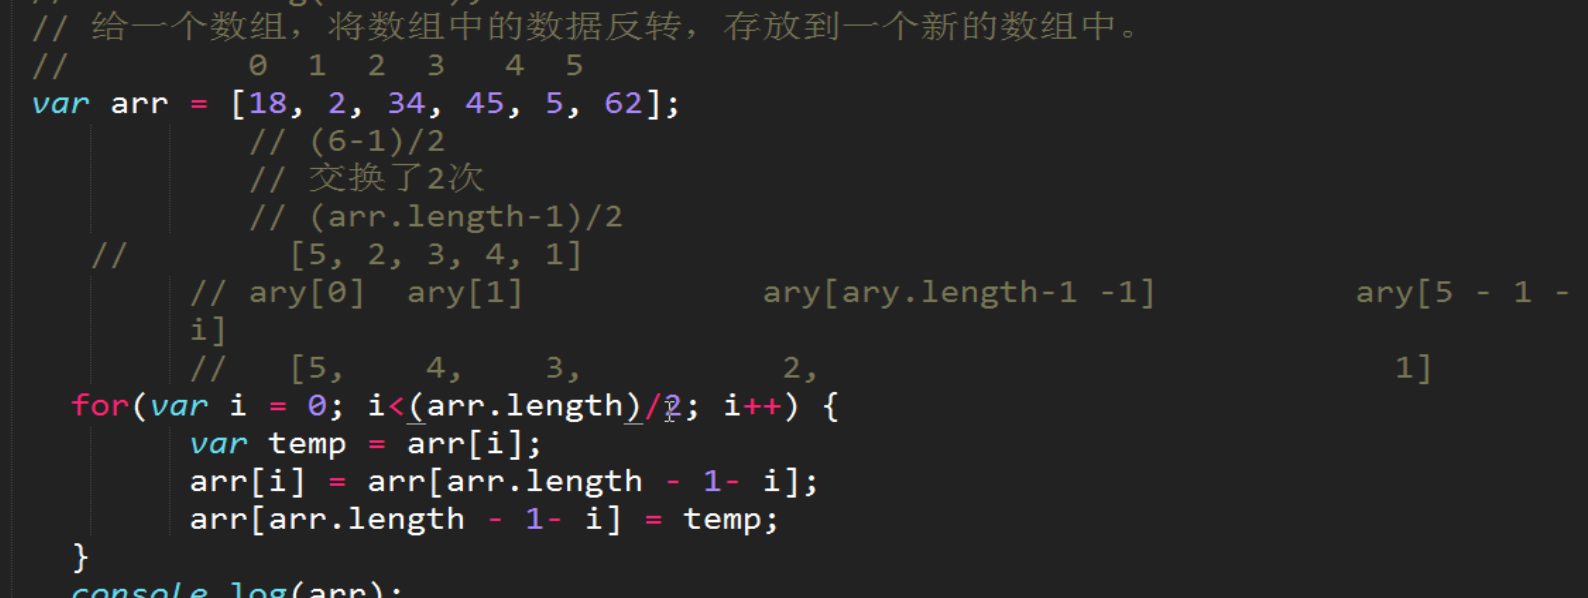 // 给一个数组，将数组中的数据反转，存放到一个新的数组中。
// 0 1 2 3 4 5
var arr = [18, 2, 34, 45, 5, 62];
// (6-1)/2
// 交换了2次
// (arr.length-1)/2
// [5, 2, 3, 4, 1]
// ary[0] ary[1] ary[ary.length-1 -1] ary[5 - 1 -
i]
// [5, 4, 3, 2, 1]
for(var i = 0; i<(arr.length)/2; i++) {
var temp = arr[i];
arr[i] = arr[arr.length - 1- i];
arr[arr.length - 1- i] = temp;
}
console.log(arr);